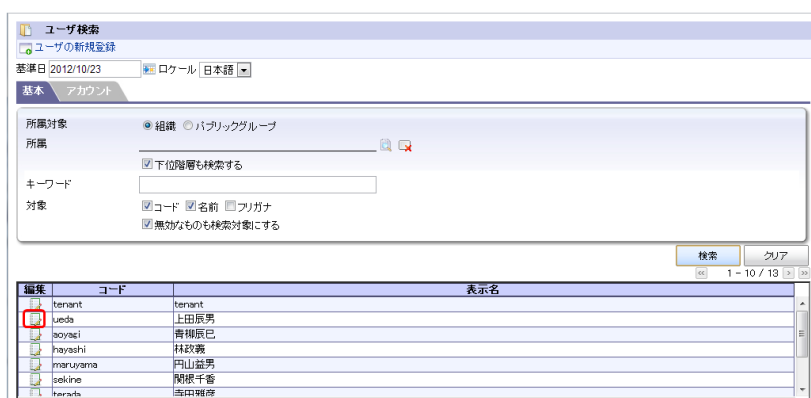 ユーザ検索
ユーザの新規登録
基準日 2012/10/23 ロケール 日本語
基本 アカウント
所属対象 組織 パブリックグループ
所属
下位階層も検索する
キーワード
対象 コード 名前 フリガナ
無効なものも検索対象にする
検索 クリア
1 - 10 / 13
編集 コード 表示名
tenant tenant
ueda 上田辰男
aoyagi 青柳辰巳
hayashi 林政義
maruyama 円山益男
sekine 関根千香
terada 寺田雅彦